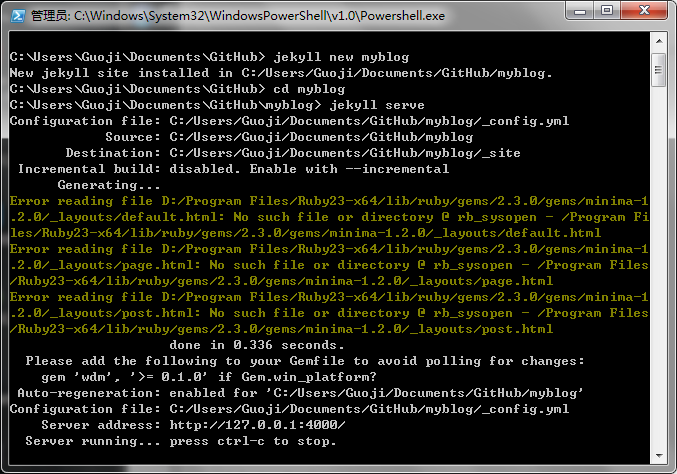 管理员: C:\Windows\System32\WindowsPowerShell\v1.0\Powershell.exe
C:\Users\Guoji\Documents\GitHub> jekyll new myblog
New jekyll site installed in C:/Users/Guoji/Documents/GitHub/myblog.
C:\Users\Guoji\Documents\GitHub> cd myblog
C:\Users\Guoji\Documents\GitHub\myblog> jekyll serve
Configuration file: C:/Users/Guoji/Documents/GitHub/myblog/_config.yml
Source: C:/Users/Guoji/Documents/GitHub/myblog
Destination: C:/Users/Guoji/Documents/GitHub/myblog/_site
Incremental build: disabled. Enable with --incremental
Generating...
Error reading file D:/Program Files/Ruby23-x64/lib/ruby/gems/2.3.0/gems/minima-1
.2.0/_layouts/default.html: No such file or directory @ rb_sysopen - /Program Fi
les/Ruby23-x64/lib/ruby/gems/2.3.0/gems/minima-1.2.0/_layouts/default.html
Error reading file D:/Program Files/Ruby23-x64/lib/ruby/gems/2.3.0/gems/minima-1
.2.0/_layouts/page.html: No such file or directory @ rb_sysopen - /Program Files
/Ruby23-x64/lib/ruby/gems/2.3.0/gems/minima-1.2.0/_layouts/page.html
Error reading file D:/Program Files/Ruby23-x64/lib/ruby/gems/2.3.0/gems/minima-1
.2.0/_layouts/post.html: No such file or directory @ rb_sysopen - /Program Files
/Ruby23-x64/lib/ruby/gems/2.3.0/gems/minima-1.2.0/_layouts/post.html
done in 0.336 seconds.
Please add the following to your Gemfile to avoid polling for changes:
gem 'wdm', '>= 0.1.0' if Gem.win_platform?
Auto-regeneration: enabled for 'C:/Users/Guoji/Documents/GitHub/myblog'
Configuration file: C:/Users/Guoji/Documents/GitHub/myblog/_config.yml
Server address: http://127.0.0.1:4000/
Server running... press ctrl-c to stop.